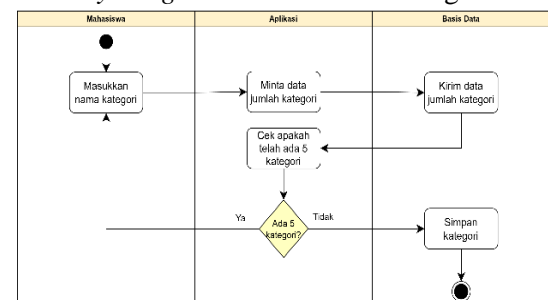 Mahasiswa
Aplikasi
Basis Data
Masukkan
nama kategori
Minta data
jumlah kategori
Kirim data
jumlah kategori
Cek apakah
telah ada 5
kategori
Ya
Ada 5
kategori?
Tidak
Simpan
kategori